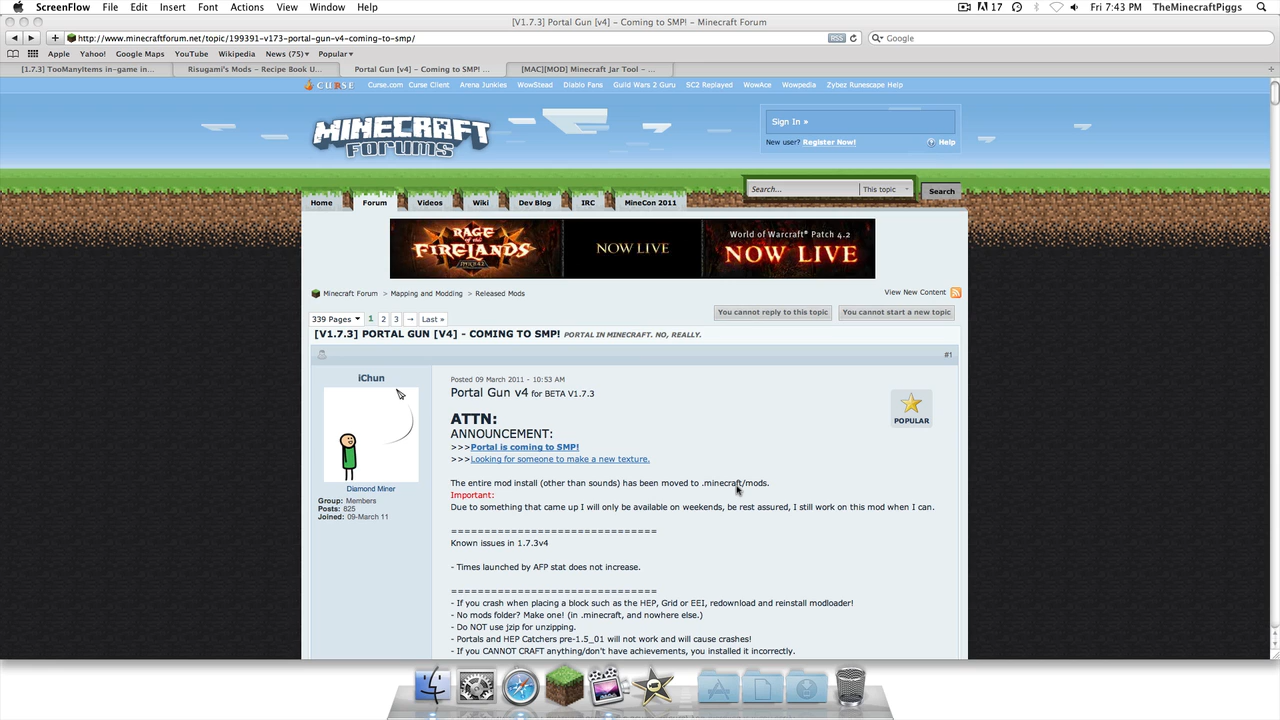 ScreenFlow File Edit Insert Font Actions View Window Help 17 Fri 7:43 PM TheMinecraftPiggs
[V1.7.3] Portal Gun [v4] – Coming to SMP! – Minecraft Forum
http://www.minecraftforum.net/topic/199391-v173-portal-gun-v4-coming-to-smp/ RSS Google
Apple Yahoo! Google Maps YouTube Wikipedia News (75) Popular
[1.7.3] TooManyItems in-game in... Risugami's Mods – Recipe Book U... Portal Gun [v4] – Coming to SMP! ... [MAC][MOD] Minecraft Jar Tool – ...
CURSE Curse.com Curse Client Arena Junkies WowStead Diablo Fans Guild Wars 2 Guru SC2 Replayed WowAce Wowpedia Zybez Runescape Help
MINECRAFT
FORUMS
Sign In »
New user? Register Now! Help
Search... This topic Search
Home Forum Videos Wiki Dev Blog IRC MineCon 2011
RAGE of the FIRELANDS
NOW LIVE
World of Warcraft® Patch 4.2
NOW LIVE
Minecraft Forum > Mapping and Modding > Released Mods
View New Content
339 Pages 1 2 3 → Last »
You cannot reply to this topic You cannot start a new topic
[V1.7.3] PORTAL GUN [V4] - COMING TO SMP! PORTAL IN MINECRAFT. NO, REALLY.
#1
iChun
Diamond Miner
Group: Members
Posts: 825
Joined: 09-March 11
Posted 09 March 2011 - 10:53 AM
Portal Gun v4 for BETA V1.7.3
POPULAR
ATTN:
ANNOUNCEMENT:
>>>Portal is coming to SMP!
>>>Looking for someone to make a new texture.
The entire mod install (other than sounds) has been moved to .minecraft/mods.
Important:
Due to something that came up I will only be available on weekends, be rest assured, I still work on this mod when I can.
==============================
Known issues in 1.7.3v4
- Times launched by AFP stat does not increase.
==============================
- If you crash when placing a block such as the HEP, Grid or EEI, redownload and reinstall modloader!
- No mods folder? Make one! (in .minecraft, and nowhere else.)
- Do NOT use jzip for unzipping.
- Portals and HEP Catchers pre-1.5_01 will not work and will cause crashes!
- If you CANNOT CRAFT anything/don't have achievements, you installed it incorrectly.